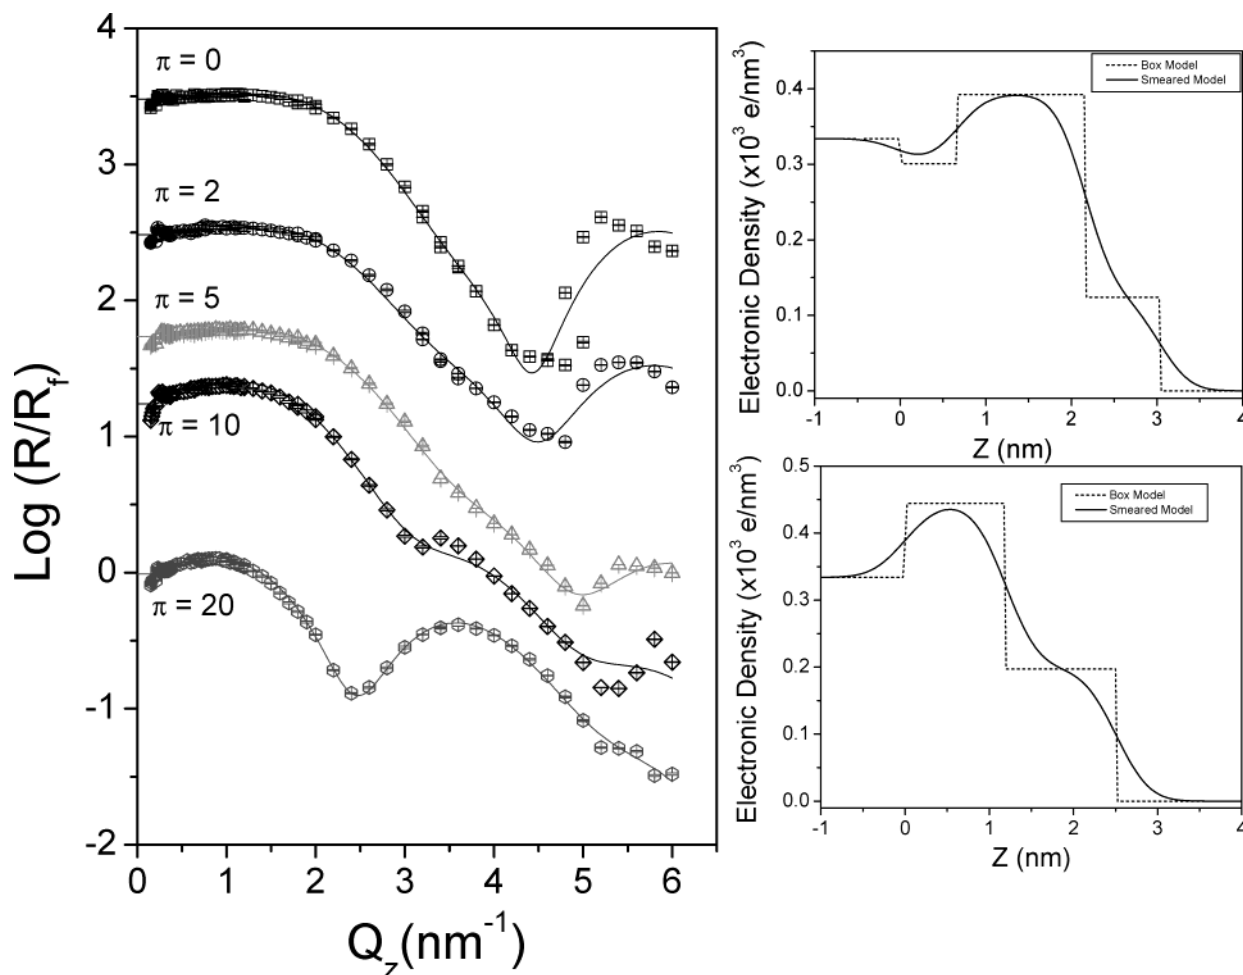 4
3
2
1
0
-1
-2
Log (R/R_f)
π = 0
π = 2
π = 5
π = 10
π = 20
0 1 2 3 4 5 6
Q_z(nm^-1)
Electronic Density (x10^3 e/nm^3)
0.4
0.3
0.2
0.1
0.0
Box Model
Smeared Model
-1 0 1 2 3 4
Z (nm)
Electronic Density (x10^3 e/nm^3)
0.5
0.4
0.3
0.2
0.1
0.0
Box Model
Smeared Model
-1 0 1 2 3 4
Z (nm)